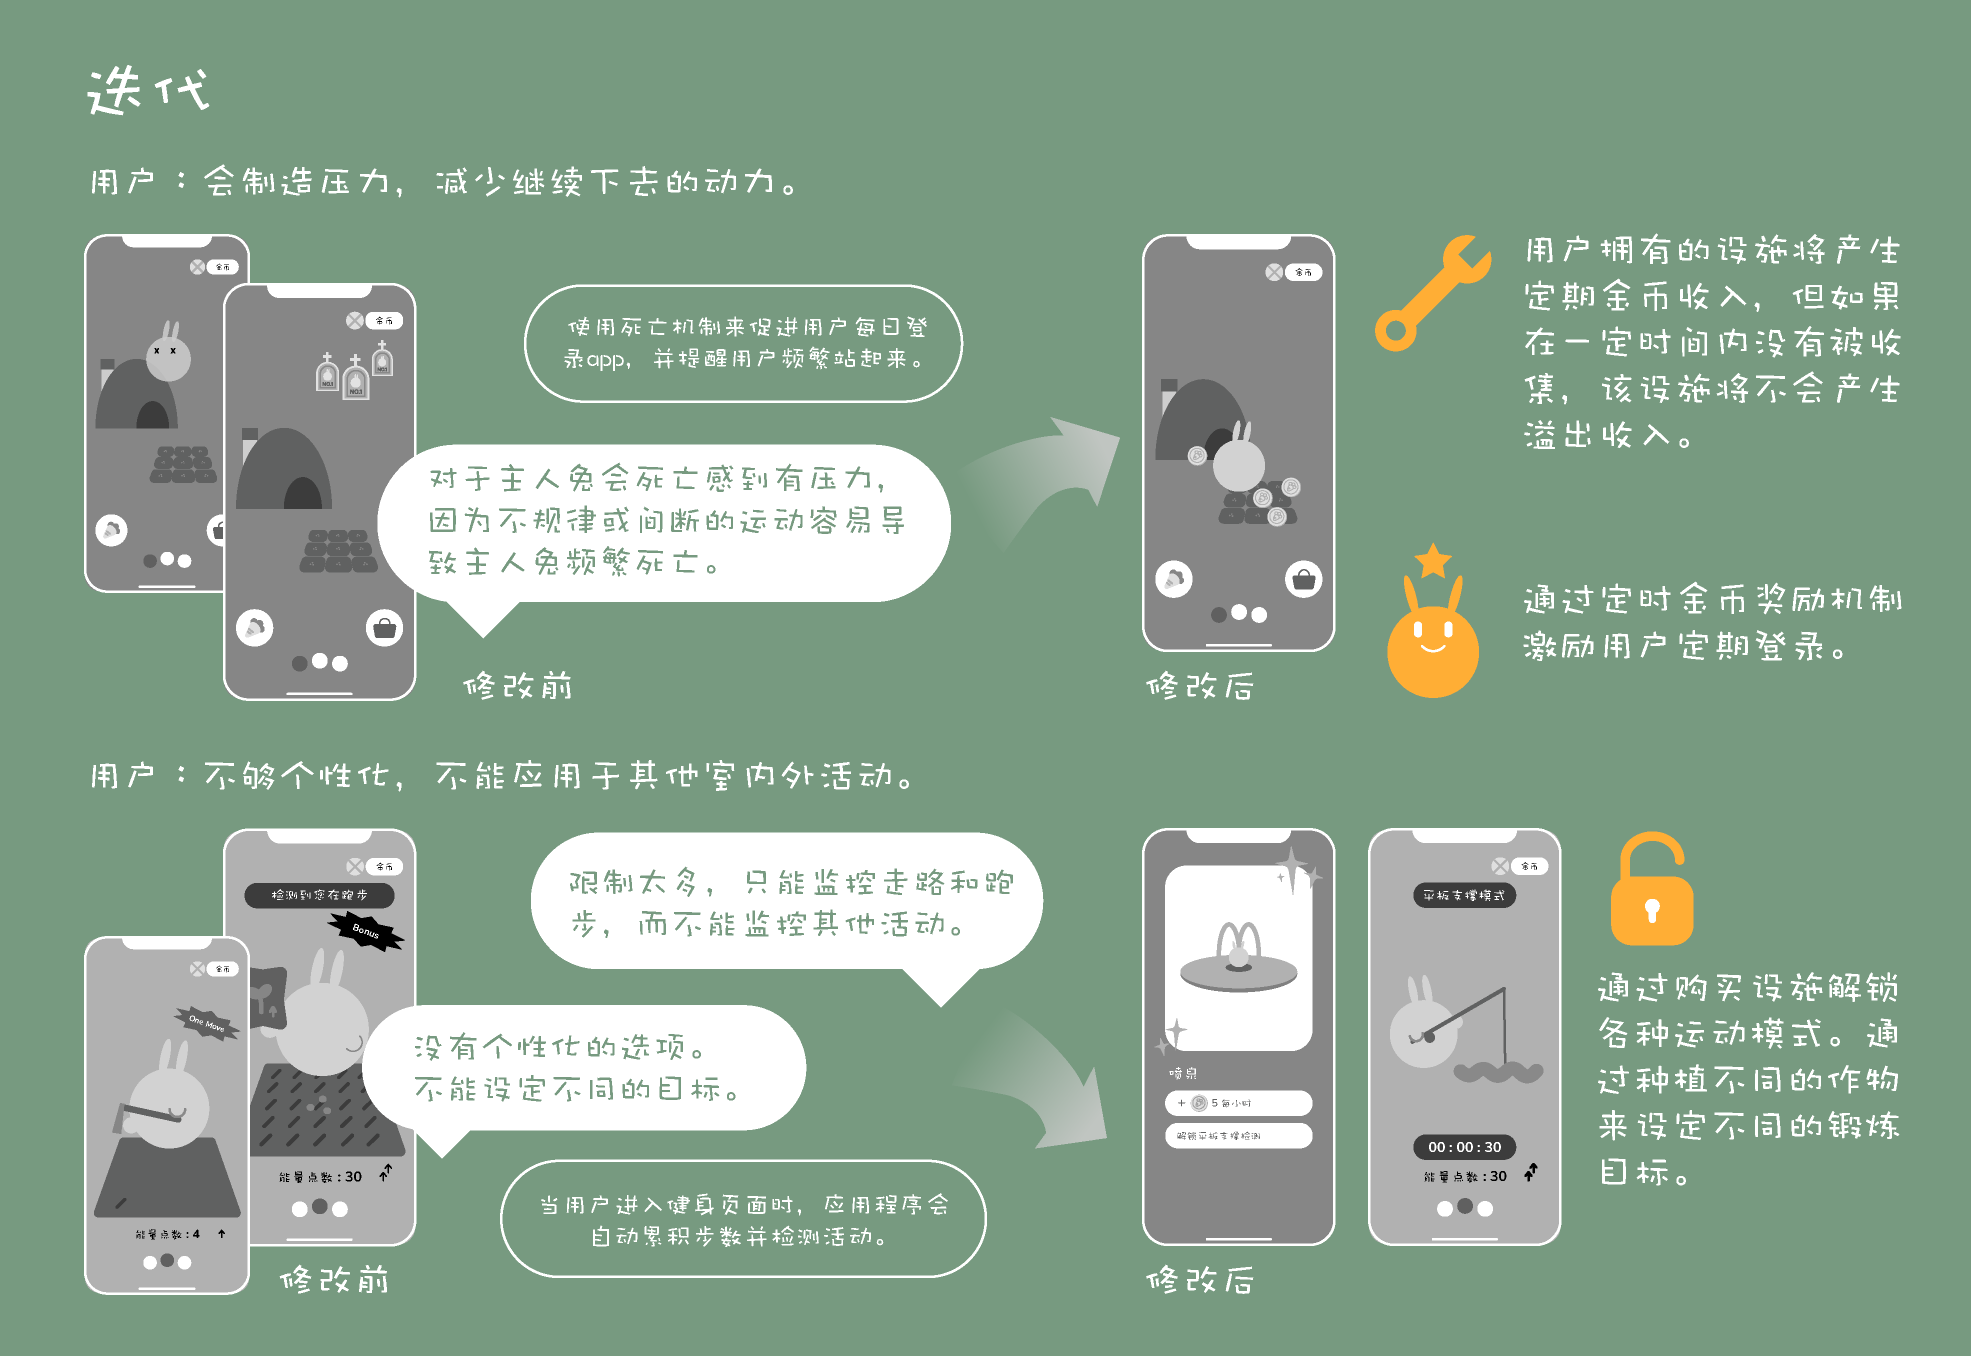 迭代
用户：会制造压力，减少继续下去的动力。
金币
金币
NO.1
NO.1
NO.1
使用死亡机制来促进用户每日登
录app，并提醒用户频繁站起来。
对于主人兔会死亡感到有压力，
因为不规律或间断的运动容易导
致主人兔频繁死亡。
修改前
金币
修改后
用户拥有的设施将产生
定期金币收入，但如果
在一定时间内没有被收
集，该设施将不会产生
溢出收入。
通过定时金币奖励机制
激励用户定期登录。
用户：不够个性化，不能应用于其他室内外活动。
金币
One Move
能量点数：4
金币
检测到您在跑步
Bonus
能量点数：30
限制太多，只能监控走路和跑
步，而不能监控其他活动。
没有个性化的选项。
不能设定不同的目标。
当用户进入健身页面时，应用程序会
自动累积步数并检测活动。
修改前
喷泉
+ 5 每小时
解锁平板支撑检测
修改后
金币
平板支撑模式
00：00：30
能量点数：30
通过购买设施解锁
各种运动模式。通
过种植不同的作物
来设定不同的锻炼
目标。